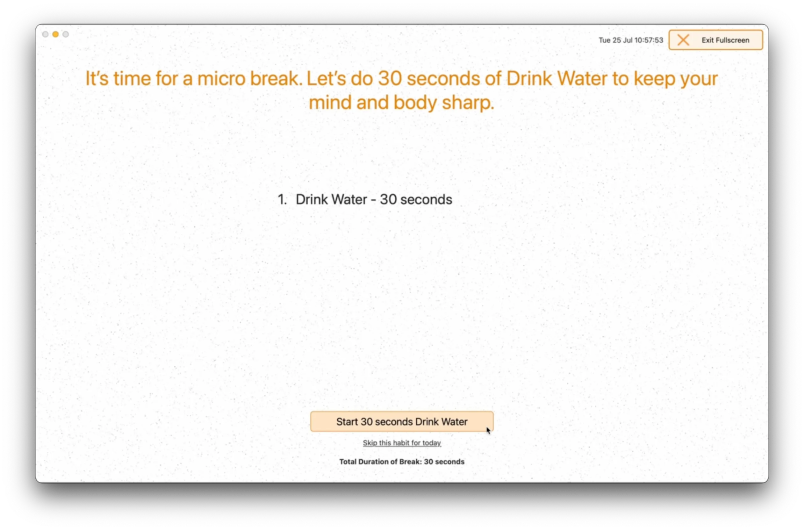 Tue 25 Jul 10:57:53
Exit Fullscreen
It’s time for a micro break. Let’s do 30 seconds of Drink Water to keep your
mind and body sharp.
1. Drink Water - 30 seconds
Start 30 seconds Drink Water
Skip this habit for today
Total Duration of Break: 30 seconds